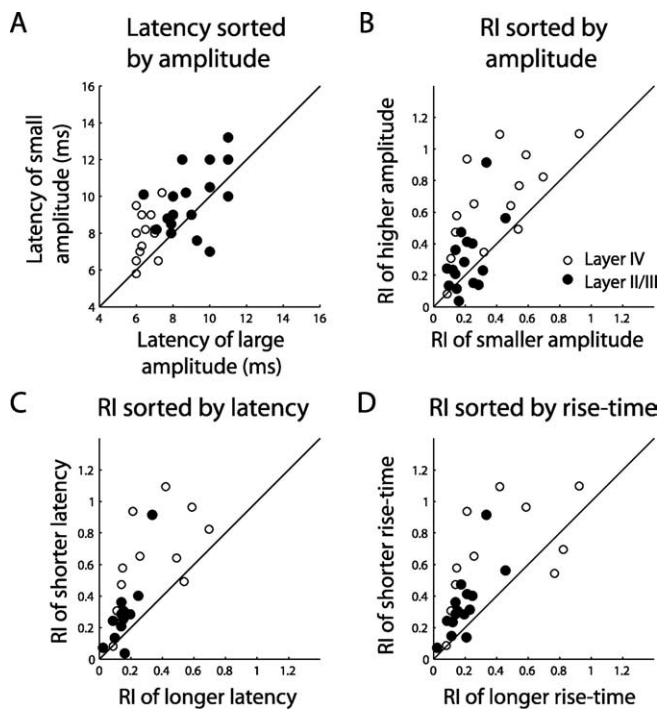 A
Latency sorted
by amplitude
Latency of small
amplitude (ms)
16
14
12
10
8
6
4
4 6 8 10 12 14 16
Latency of large
amplitude (ms)
B
RI sorted by
amplitude
RI of higher amplitude
1.2
1
0.8
0.6
0.4
0.2
0
0 0.2 0.4 0.6 0.8 1 1.2
RI of smaller amplitude
Layer IV
Layer II/III
C
RI sorted by latency
RI of shorter latency
1.2
1
0.8
0.6
0.4
0.2
0
0 0.2 0.4 0.6 0.8 1 1.2
RI of longer latency
D
RI sorted by rise-time
RI of shorter rise-time
1.2
1
0.8
0.6
0.4
0.2
0
0 0.2 0.4 0.6 0.8 1 1.2
RI of longer rise-time